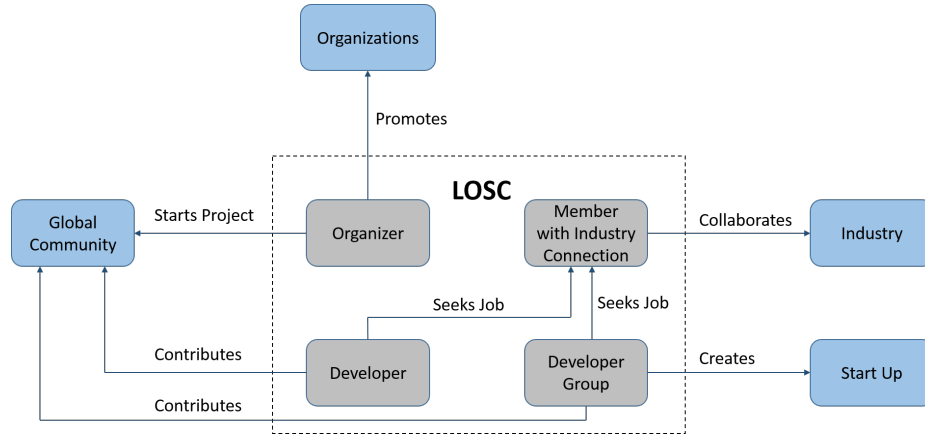 Organizations
Promotes
LOSC
Global
Community
Starts Project
Organizer
Member
with Industry
Connection
Collaborates
Industry
Seeks Job
Seeks Job
Contributes
Developer
Developer
Group
Creates
Start Up
Contributes